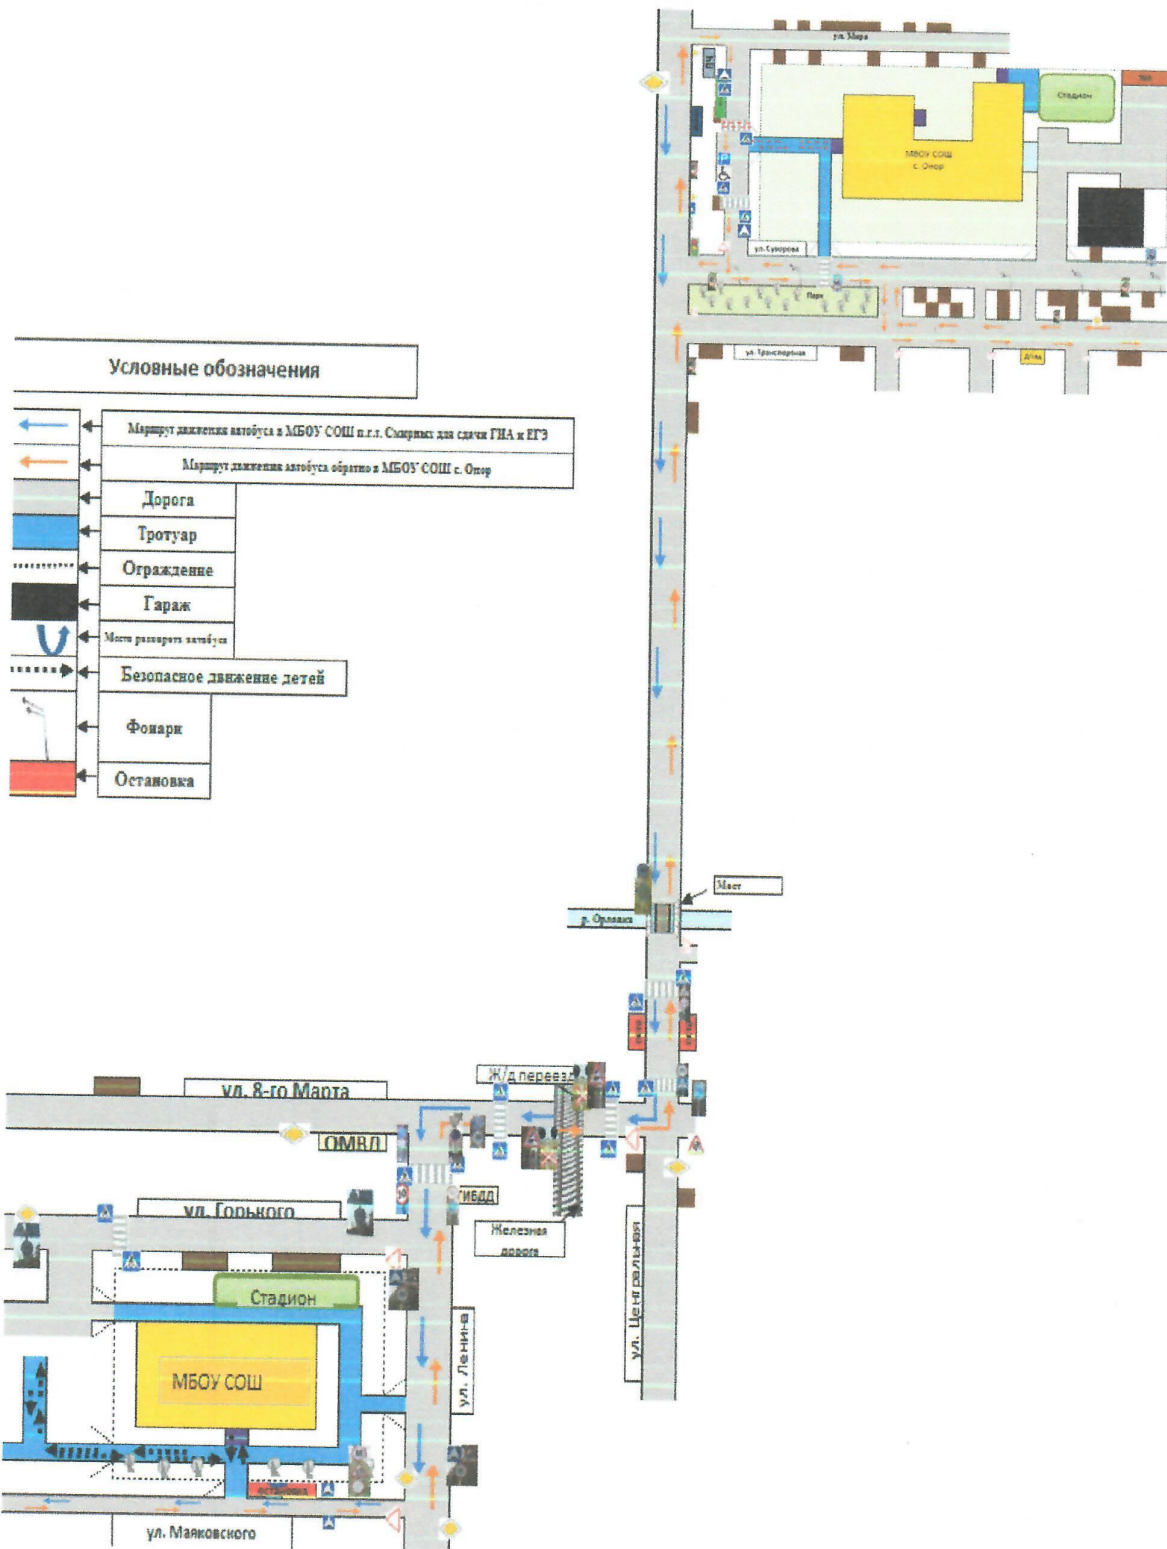 ул. Мира
Стадион
МБОУ СОШ
с. Онор
ул. Суворова
Парк
ул. Транспортная
Условные обозначения
Маршрут движения автобуса в МБОУ СОШ п.г.т. Смирных для сдачи ГИА и ЕГЭ
Маршрут движения автобуса обратно в МБОУ СОШ с. Онор
Дорога
Тротуар
Ограждение
Гараж
Место разворота автобуса
Безопасное движение детей
Фонари
Остановка
Мост
р. Орловка
Ж/д переезд
ул. 8-го Марта
ОМВД
ГИБДД
ул. Горького
Железная
дорога
ул. Центральная
Стадион
ул. Ленина
МБОУ СОШ
остановка
ул. Маяковского